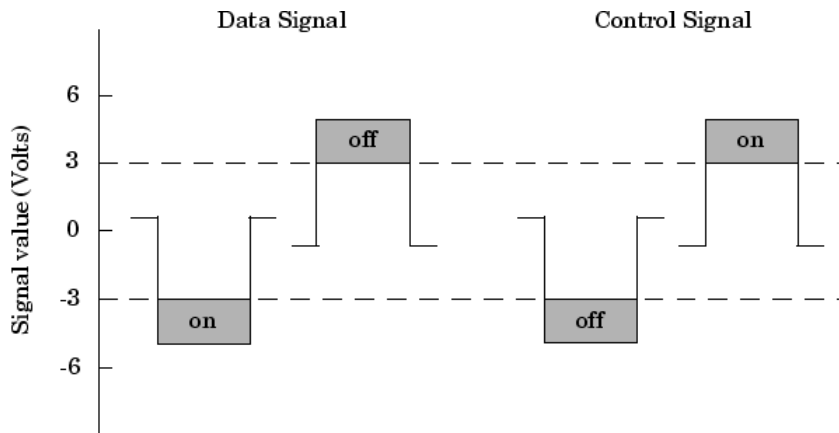 Data Signal
Control Signal
Signal value (Volts)
6
3
0
-3
-6
off
on
on
off